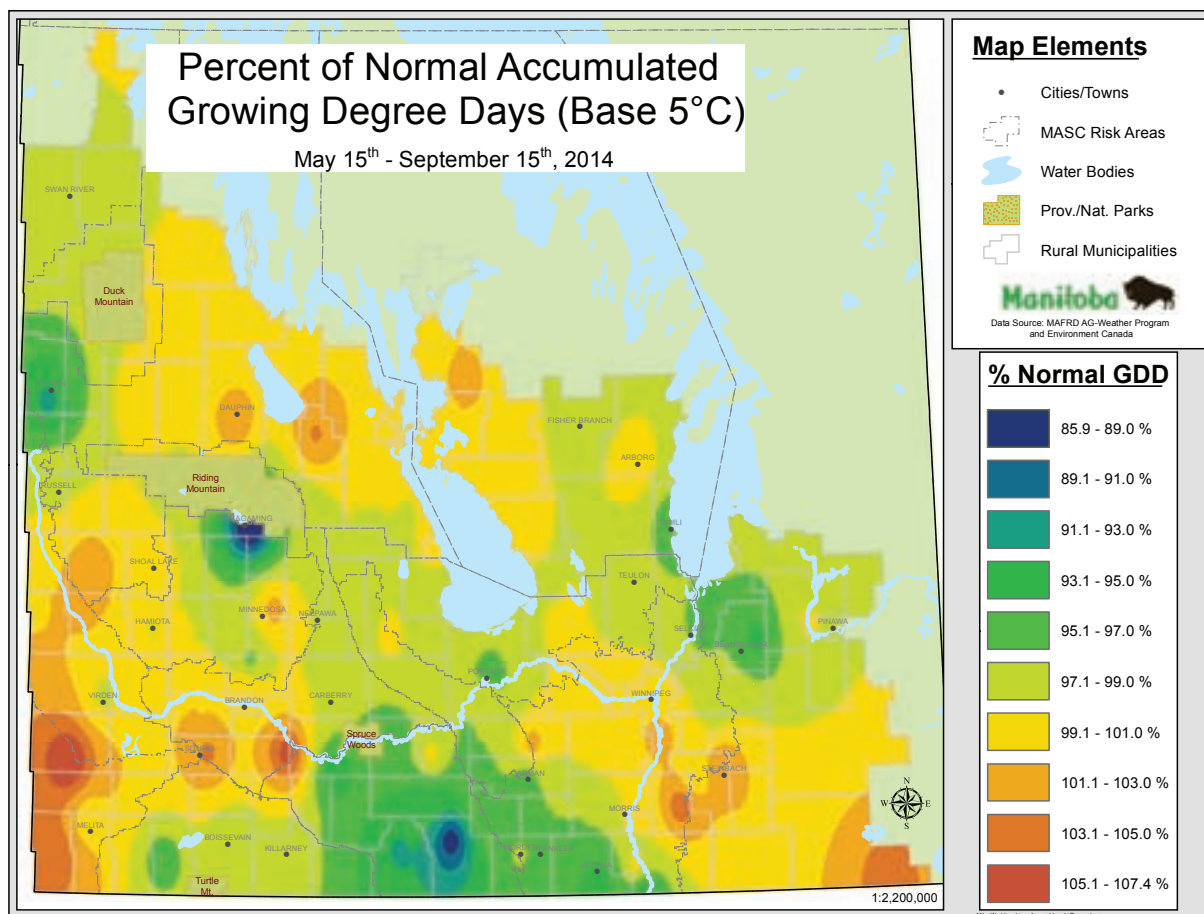 Percent of Normal Accumulated
Growing Degree Days (Base 5°C)
May 15th - September 15th, 2014
Map Elements
Cities/Towns
MASC Risk Areas
Water Bodies
Prov./Nat. Parks
Rural Municipalities
Manitoba
Data Source: MAFRD AG-Weather Program
and Environment Canada
% Normal GDD
85.9 - 89.0 %
89.1 - 91.0 %
91.1 - 93.0 %
93.1 - 95.0 %
95.1 - 97.0 %
97.1 - 99.0 %
99.1 - 101.0 %
101.1 - 103.0 %
103.1 - 105.0 %
105.1 - 107.4 %
SWAN RIVER
Duck
Mountain
DAUPHIN
FISHER BRANCH
ARBORG
Riding
Mountain
RUSSELL
SHOAL LAKE
TEULON
MINNEDOSA
NEEPAWA
HAMIOTA
PINAWA
VIRDEN
BRANDON
CARBERRY
WINNIPEG
Spruce
Woods
STEINBACH
CARMAN
MORRIS
MELITA
BOISSEVAIN
KILLARNEY
Turtle
Mt.
N
W
E
S
1:2,200,000